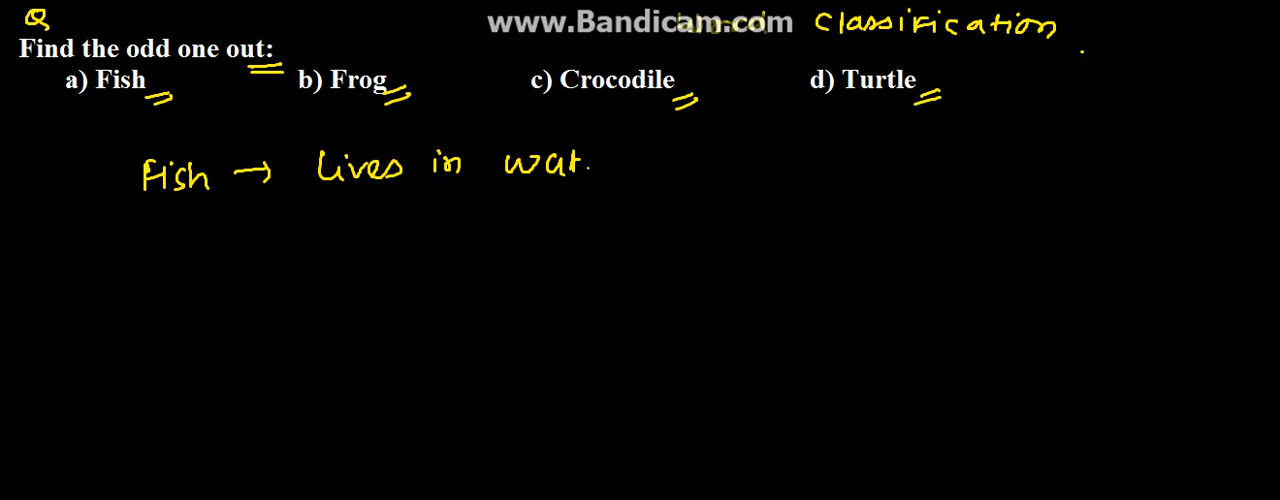 Q www.Bandicam.com Classification
Find the odd one out:
a) Fish b) Frog c) Crocodile d) Turtle
Fish → Lives in wat.